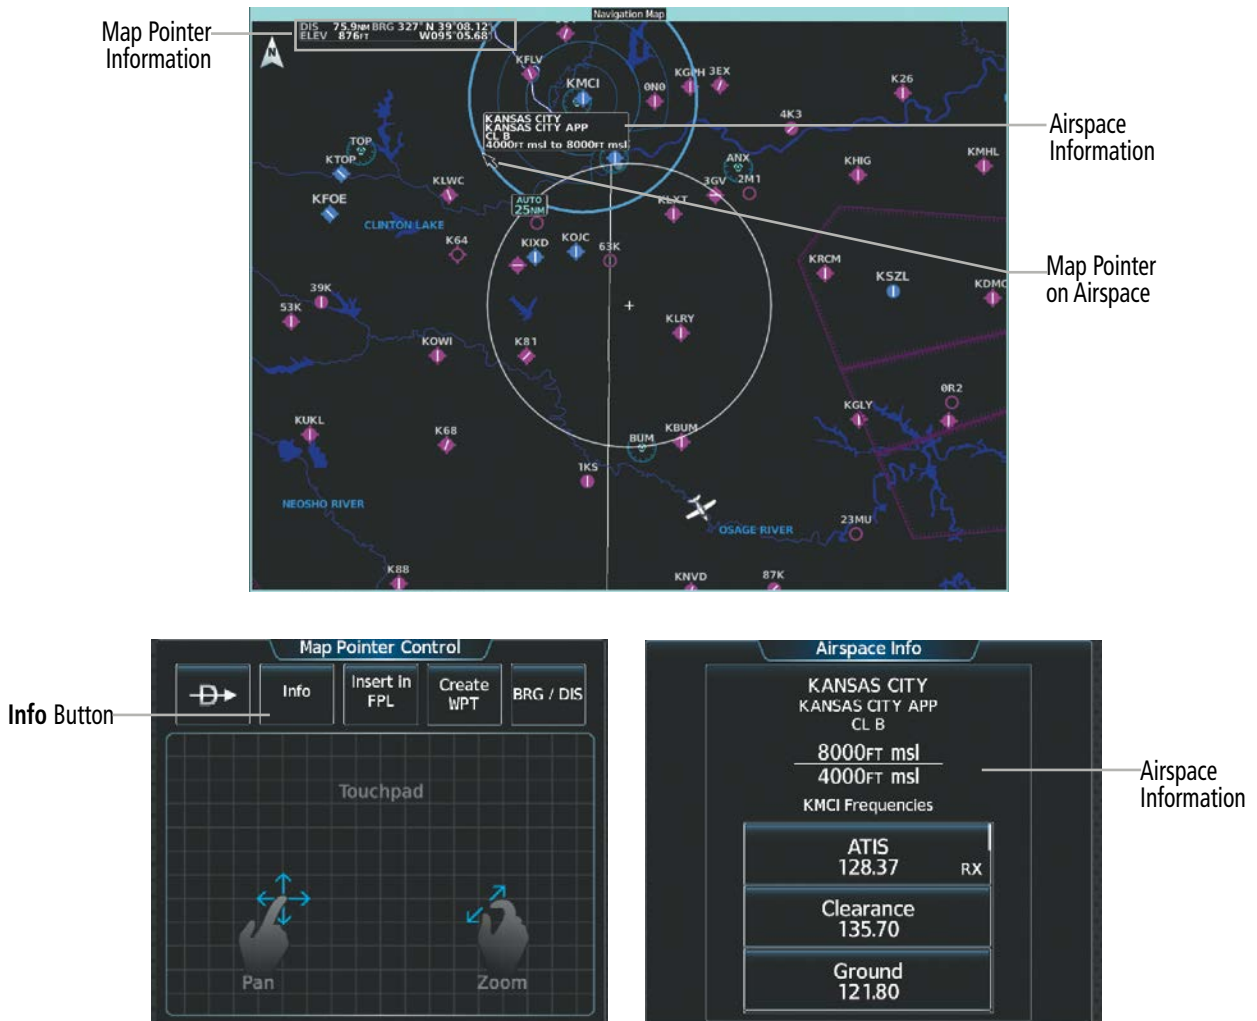 Navigation Map
Map Pointer
Information
DIS 75.9NM BRG 327° N 39°08.12'
ELEV 876FT W095°05.68'
N
KFLV
KMCI
0N0
KGPH
3EX
K26
4K3
KANSAS CITY
KANSAS CITY APP
CL B
4000FT msl to 8000FT msl
Airspace
Information
TOP
KTOP
ANX
KHIG
KMHL
KLWC
3GV
2M1
KFOE
AUTO
25NM
KLXT
CLINTON LAKE
K64
KIXD
KOJC
63K
KRCM
KSZL
KDMO
Map Pointer
on Airspace
39K
53K
KLRY
KOWI
K81
0R2
KGLY
KUKL
K68
BUM
KBUM
1KS
NEOSHO RIVER
OSAGE RIVER
23MU
K88
KNVD
87K
Map Pointer Control
D
Info
Insert in
FPL
Create
WPT
BRG / DIS
Info Button
Touchpad
Pan
Zoom
Airspace Info
KANSAS CITY
KANSAS CITY APP
CL B
8000FT msl
4000FT msl
KMCI Frequencies
ATIS
128.37 RX
Clearance
135.70
Ground
121.80
Airspace
Information